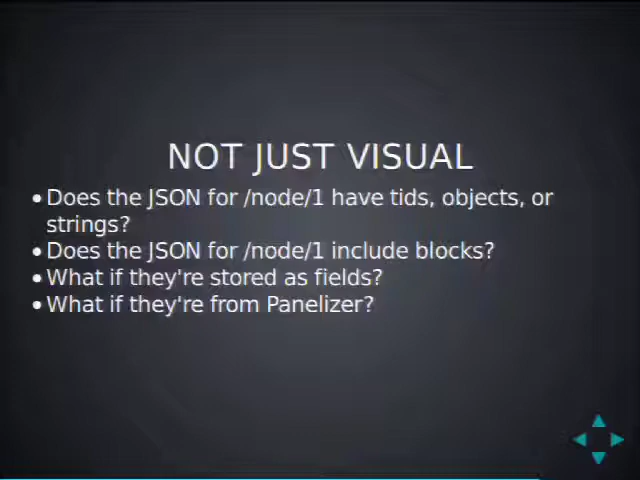 NOT JUST VISUAL
• Does the JSON for /node/1 have tids, objects, or
strings?
• Does the JSON for /node/1 include blocks?
• What if they're stored as fields?
• What if they're from Panelizer?